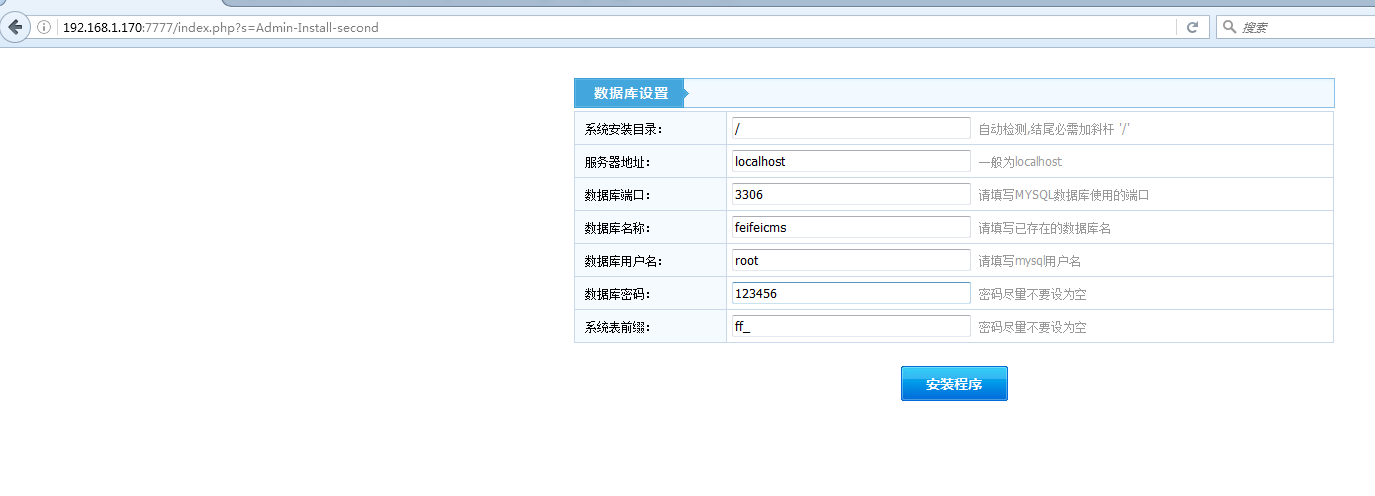 192.168.1.170:7777/index.php?s=Admin-Install-second
搜索
数据库设置
系统安装目录： / 自动检测,结尾必需加斜杆 '/'
服务器地址： localhost 一般为localhost
数据库端口： 3306 请填写MYSQL数据库使用的端口
数据库名称： feifeicms 请填写已存在的数据库名
数据库用户名： root 请填写mysql用户名
数据库密码： 123456 密码尽量不要设为空
系统表前缀： ff_ 密码尽量不要设为空
安装程序